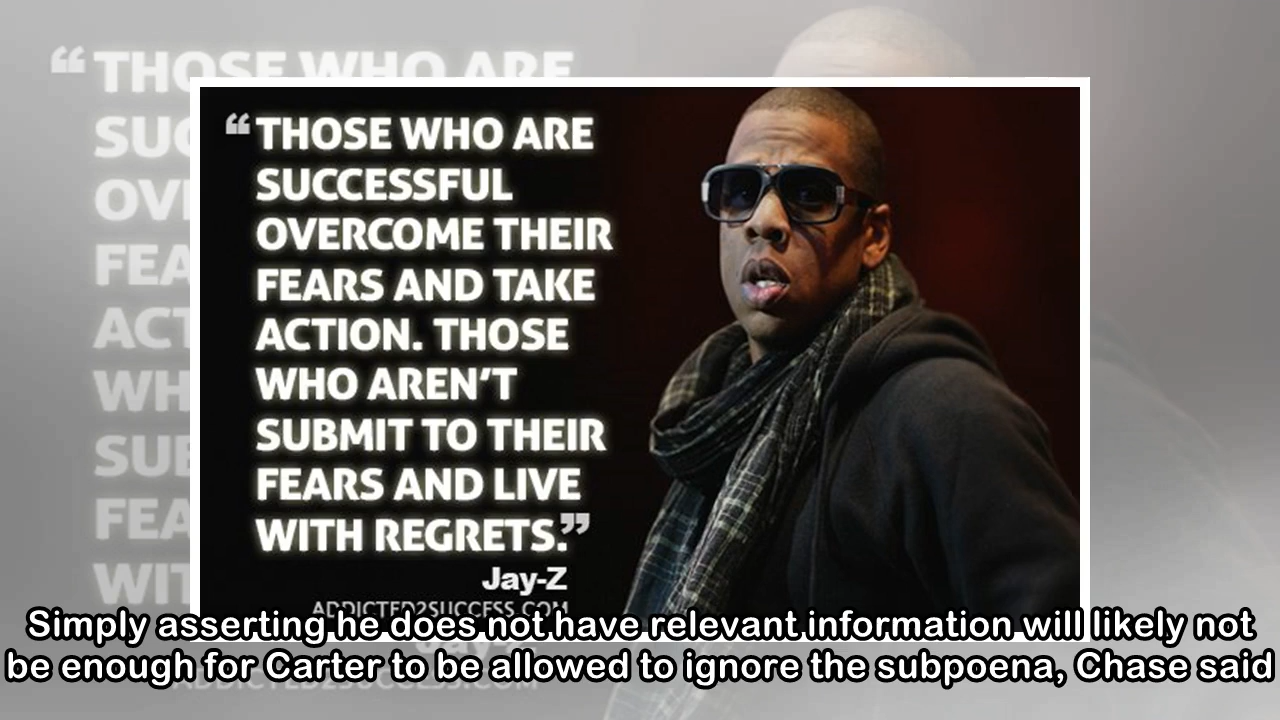 “THOSE WHO ARE
SUCCESSFUL
OVERCOME THEIR
FEARS AND TAKE
ACTION. THOSE
WHO AREN’T
SUBMIT TO THEIR
FEARS AND LIVE
WITH REGRETS.”
Jay-Z
ADDICTED2SUCCESS.COM
Simply asserting he does not have relevant information will likely not
be enough for Carter to be allowed to ignore the subpoena, Chase said